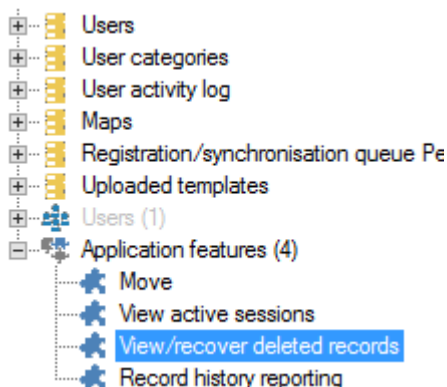 Users
User categories
User activity log
Maps
Registration/synchronisation queue Pe
Uploaded templates
Users (1)
Application features (4)
Move
View active sessions
View/recover deleted records
Record history reporting